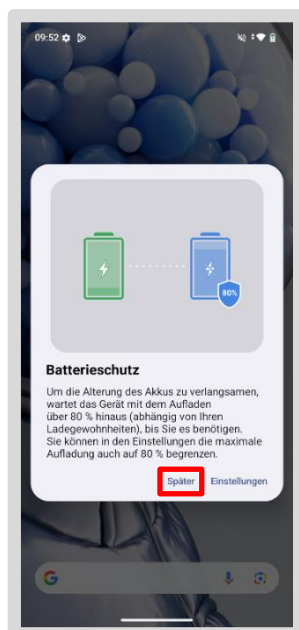 09:52
80%
Batterieschutz
Um die Alterung des Akkus zu verlangsamen,
wartet das Gerät mit dem Aufladen
über 80 % hinaus (abhängig von Ihren
Ladegewohnheiten), bis Sie es benötigen.
Sie können in den Einstellungen die maximale
Aufladung auch auf 80 % begrenzen.
Später Einstellungen
G